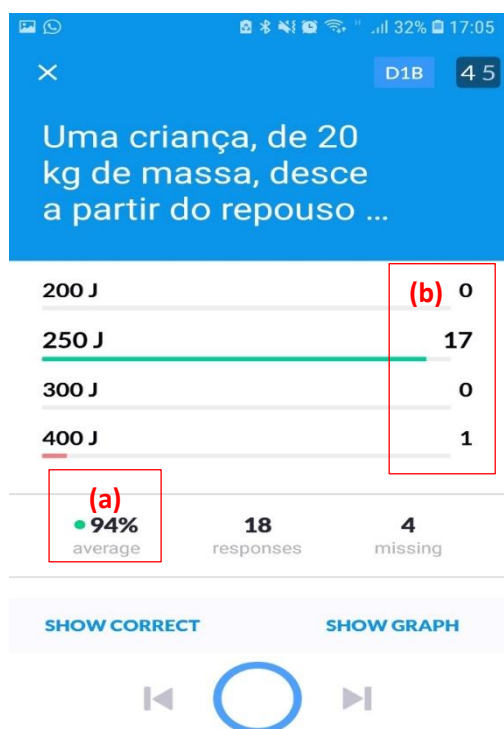 32% 17:05
D1B 45
Uma criança, de 20
kg de massa, desce
a partir do repouso ...
200 J (b) 0
250 J 17
300 J 0
400 J 1
(a)
94% 18 4
average responses missing
SHOW CORRECT SHOW GRAPH